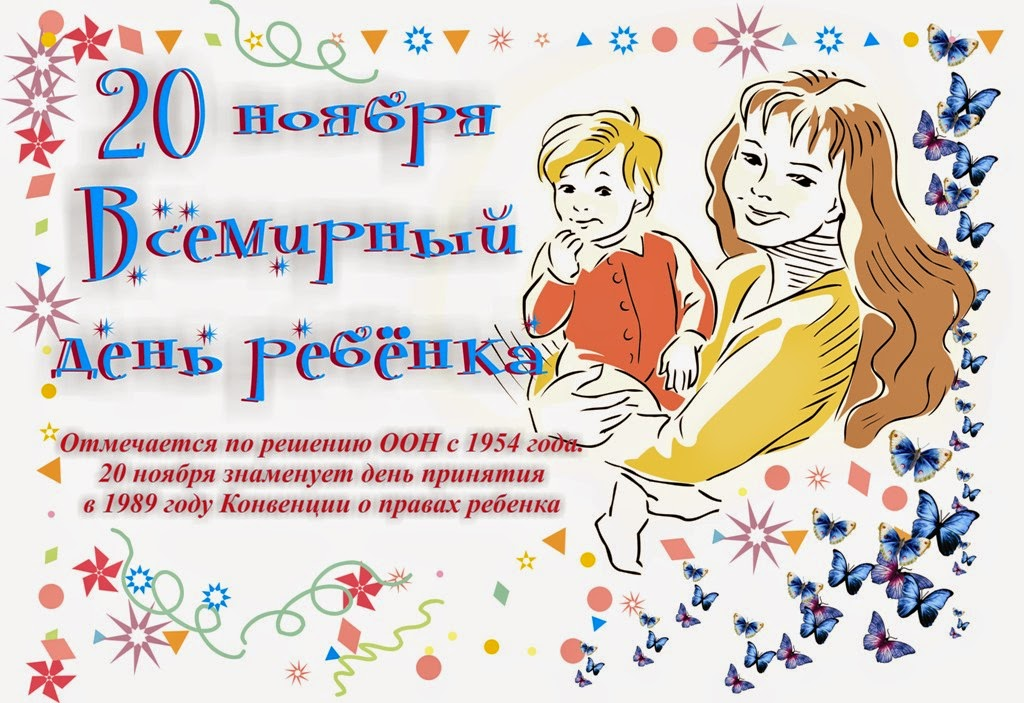 20 ноября
Всемирный
день ребёнка
Отмечается по решению ООН с 1954 года.
20 ноября знаменует день принятия
в 1989 году Конвенции о правах ребенка